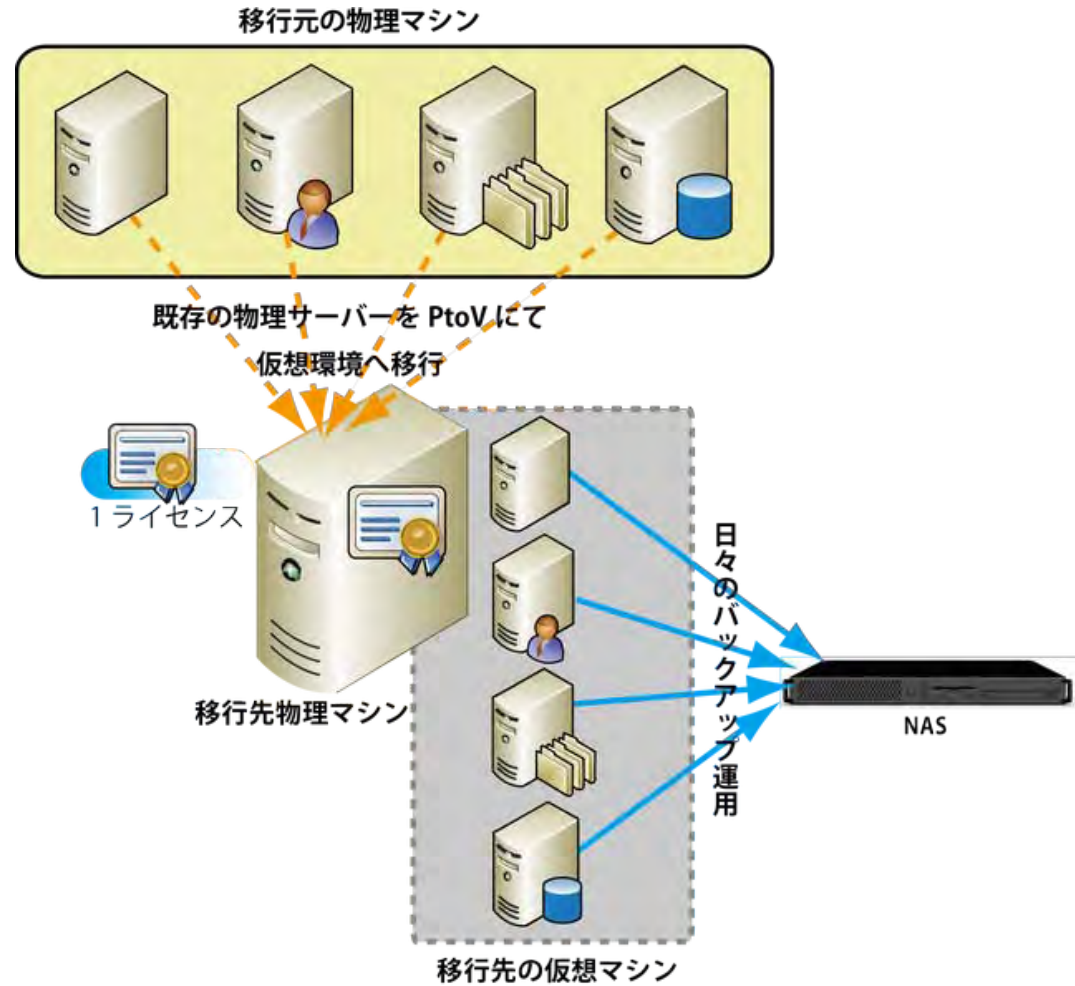 移行元の物理マシン
既存の物理サーバーを PtoV にて
仮想環境へ移行
1 ライセンス
移行先物理マシン
日々のバックアップ運用
NAS
移行先の仮想マシン